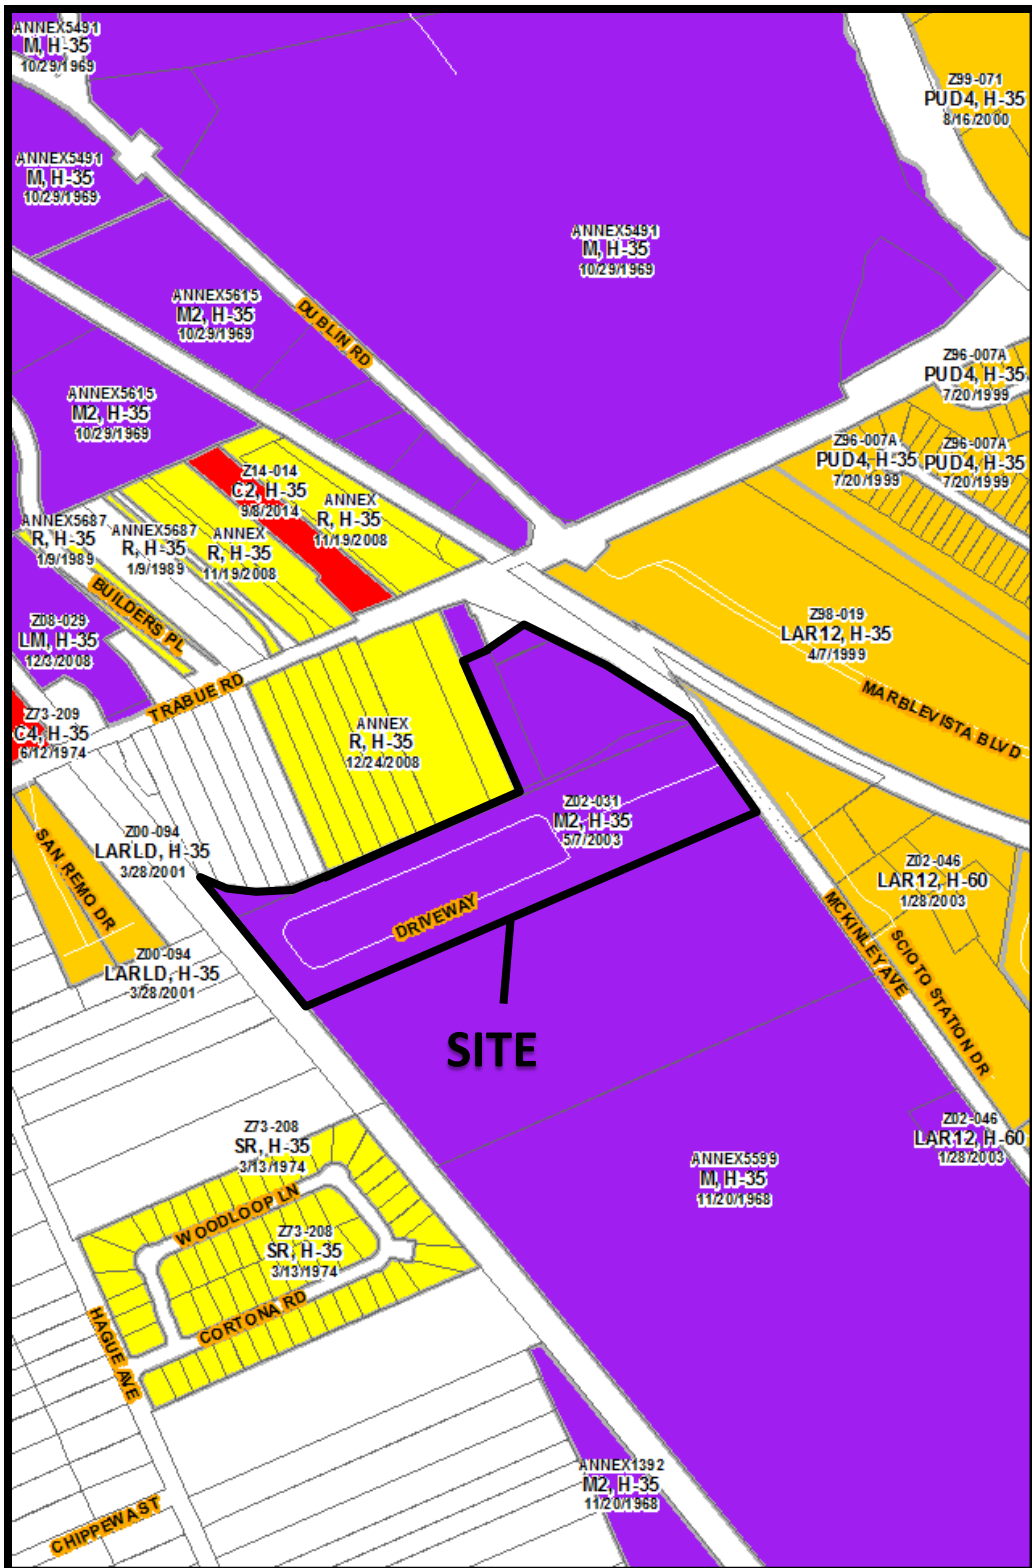 ANNEX5491
M, H-35
10/29/1969
Z99-071
PUD4, H-35
8/16/2000
ANNEX5491
M, H-35
10/29/1969
ANNEX5491
M, H-35
10/29/1969
ANNEX5615
M2, H-35
10/29/1969
DUBLIN RD
ANNEX5615
M2, H-35
10/29/1969
Z96-007A
PUD4, H-35
7/20/1999
Z96-007A
PUD4, H-35
7/20/1999
Z96-007A
PUD4, H-35
7/20/1999
Z14-014
C2, H-35
9/8/2014
ANNEX
R, H-35
11/19/2008
ANNEX5687
R, H-35
1/9/1989
ANNEX5687
R, H-35
1/9/1989
ANNEX
R, H-35
11/19/2008
BUILDERS PL
Z08-029
LM, H-35
12/3/2008
Z98-019
LAR12, H-35
4/7/1999
TRABUE RD
MARBLEVISTA BLVD
Z73-209
C4, H-35
6/12/1974
ANNEX
R, H-35
12/24/2008
Z02-031
M2, H-35
5/7/2003
Z00-094
LARLD, H-35
3/28/2001
SAN REMO DR
Z02-046
LAR12, H-60
1/28/2003
DRIVEWAY
MCKINLEY AVE
SCIOTO STATION DR
Z00-094
LARLD, H-35
3/28/2001
SITE
Z02-046
LAR12, H-60
1/28/2003
Z73-208
SR, H-35
3/13/1974
ANNEX5599
M, H-35
11/20/1968
WOODLOOP LN
Z73-208
SR, H-35
3/13/1974
CORTONA RD
HAGUE AVE
ANNEX1392
M2, H-35
11/20/1968
CHIPPEWA ST